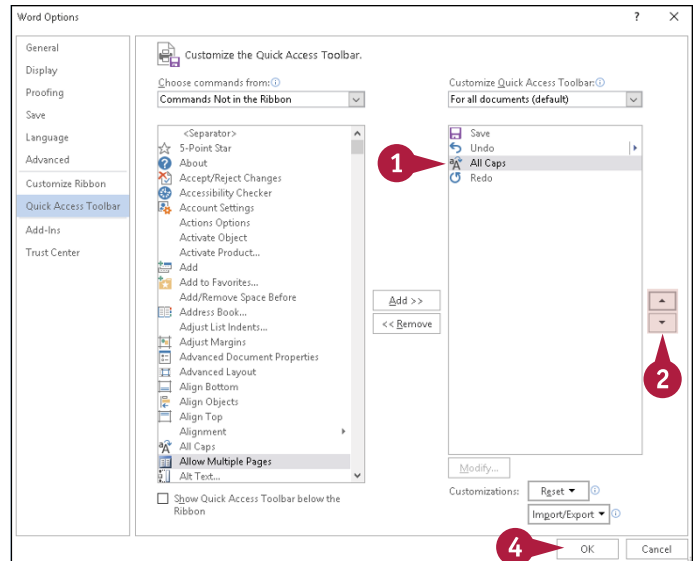 Word Options
?
General
Display
Proofing
Save
Language
Advanced
Customize Ribbon
Quick Access Toolbar
Add-Ins
Trust Center
Customize the Quick Access Toolbar.
Choose commands from:
Commands Not in the Ribbon
<Separator>
5-Point Star
About
Accept/Reject Changes
Accessibility Checker
Account Settings
Actions Options
Activate Object
Activate Product...
Add
Add to Favorites...
Add/Remove Space Before
Address Book...
Adjust List Indents...
Adjust Margins
Advanced Document Properties
Advanced Layout
Align Bottom
Align Objects
Align Top
Alignment
All Caps
Allow Multiple Pages
Alt Text...
Show Quick Access Toolbar below the
Ribbon
Add >>
<< Remove
Customize Quick Access Toolbar:
For all documents (default)
Save
Undo
1
All Caps
Redo
2
Modify...
Customizations:
Reset
Import/Export
4
OK
Cancel